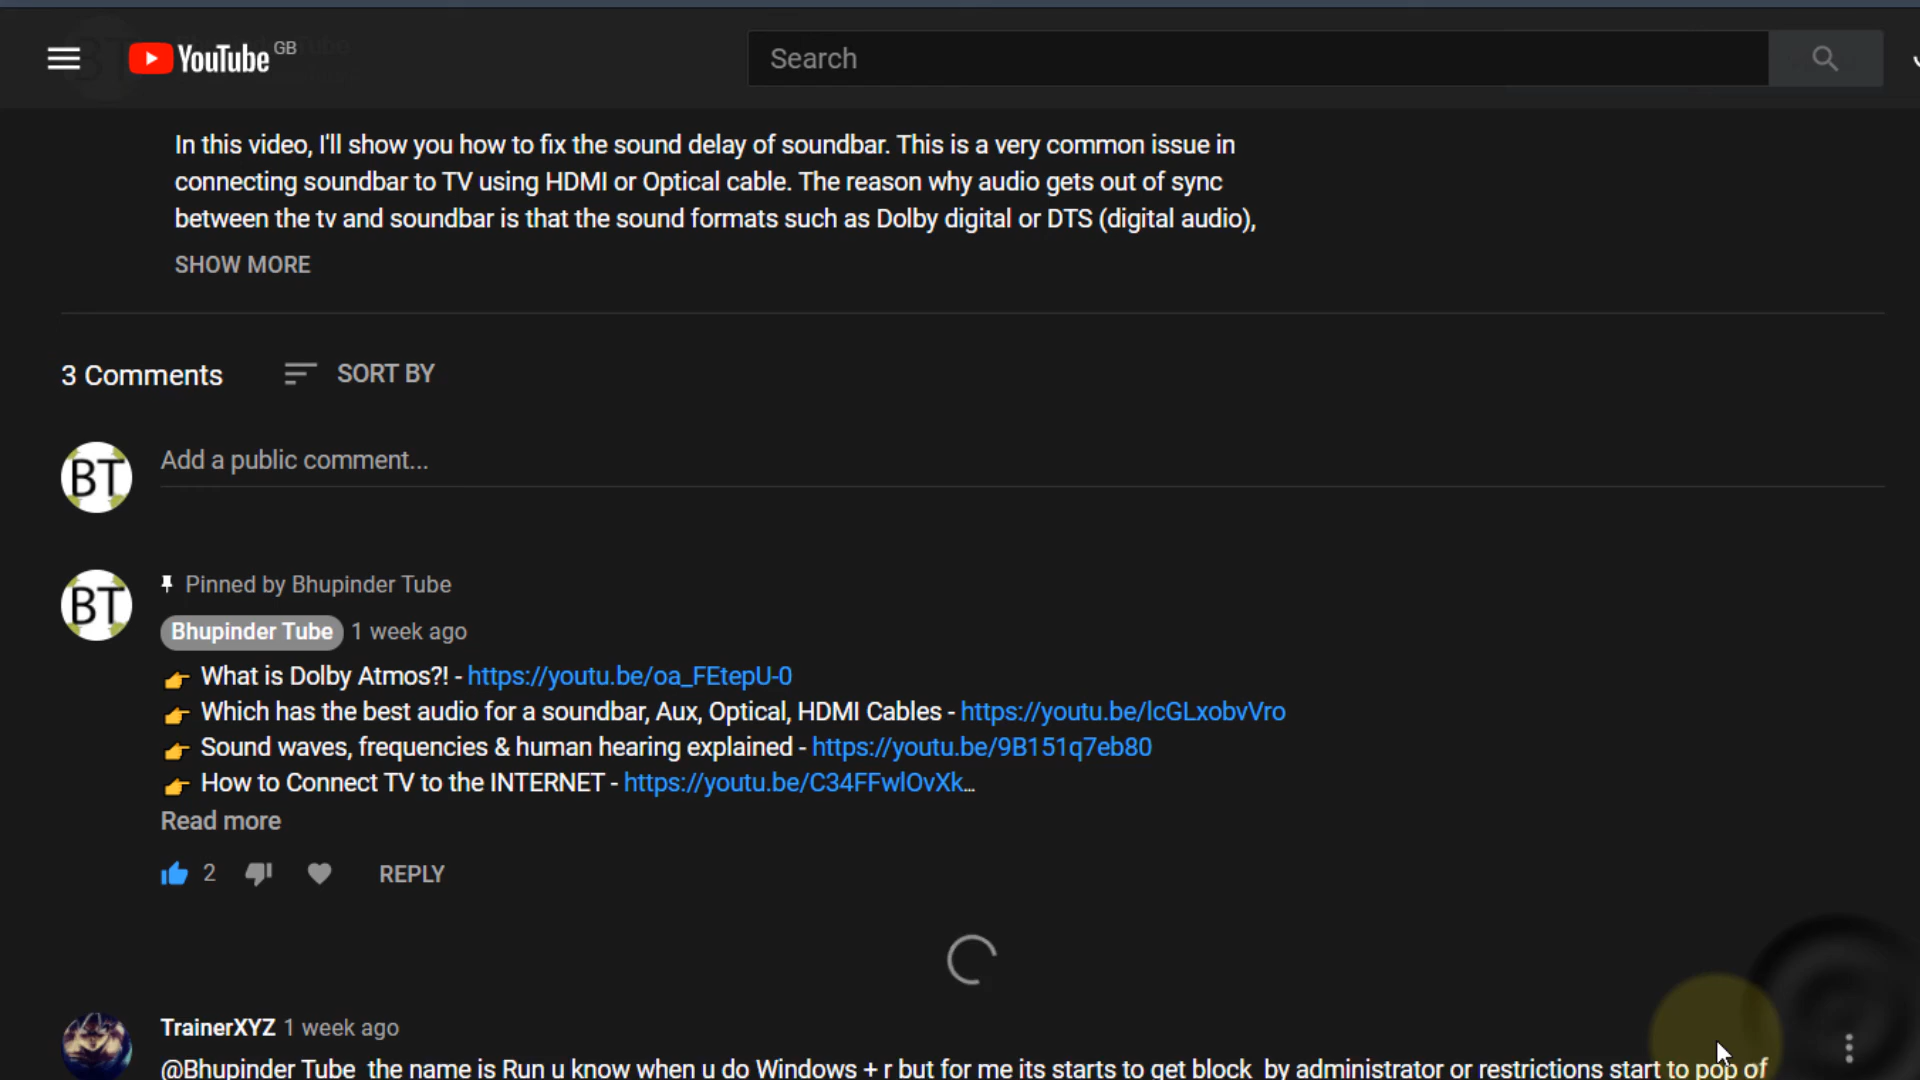 YouTube GB
Search
In this video, I'll show you how to fix the sound delay of soundbar. This is a very common issue in
connecting soundbar to TV using HDMI or Optical cable. The reason why audio gets out of sync
between the tv and soundbar is that the sound formats such as Dolby digital or DTS (digital audio),
SHOW MORE
3 Comments SORT BY
BT Add a public comment...
BT Pinned by Bhupinder Tube
Bhupinder Tube 1 week ago
👉 What is Dolby Atmos?! - https://youtu.be/oa_FEtepU-0
👉 Which has the best audio for a soundbar, Aux, Optical, HDMI Cables - https://youtu.be/lcGLxobvVro
👉 Sound waves, frequencies & human hearing explained - https://youtu.be/9B151q7eb80
👉 How to Connect TV to the INTERNET - https://youtu.be/C34FFwlOvXk...
Read more
2 REPLY
TrainerXYZ 1 week ago
@Bhupinder Tube the name is Run u know when u do Windows + r but for me its starts to get block by administrator or restrictions start to pop of